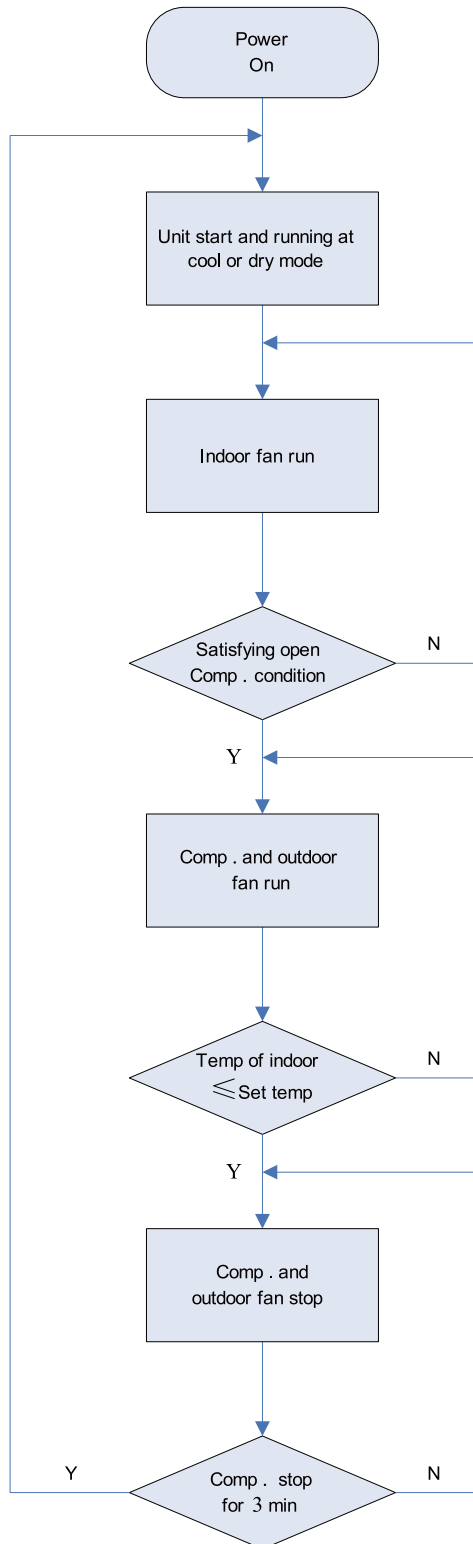 Power
On
Unit start and running at
cool or dry mode
Indoor fan run
Satisfying open
Comp . condition
N
Y
Comp . and outdoor
fan run
Temp of indoor
≤ Set temp
N
Y
Comp . and
outdoor fan stop
Y
Comp . stop
for 3 min
N